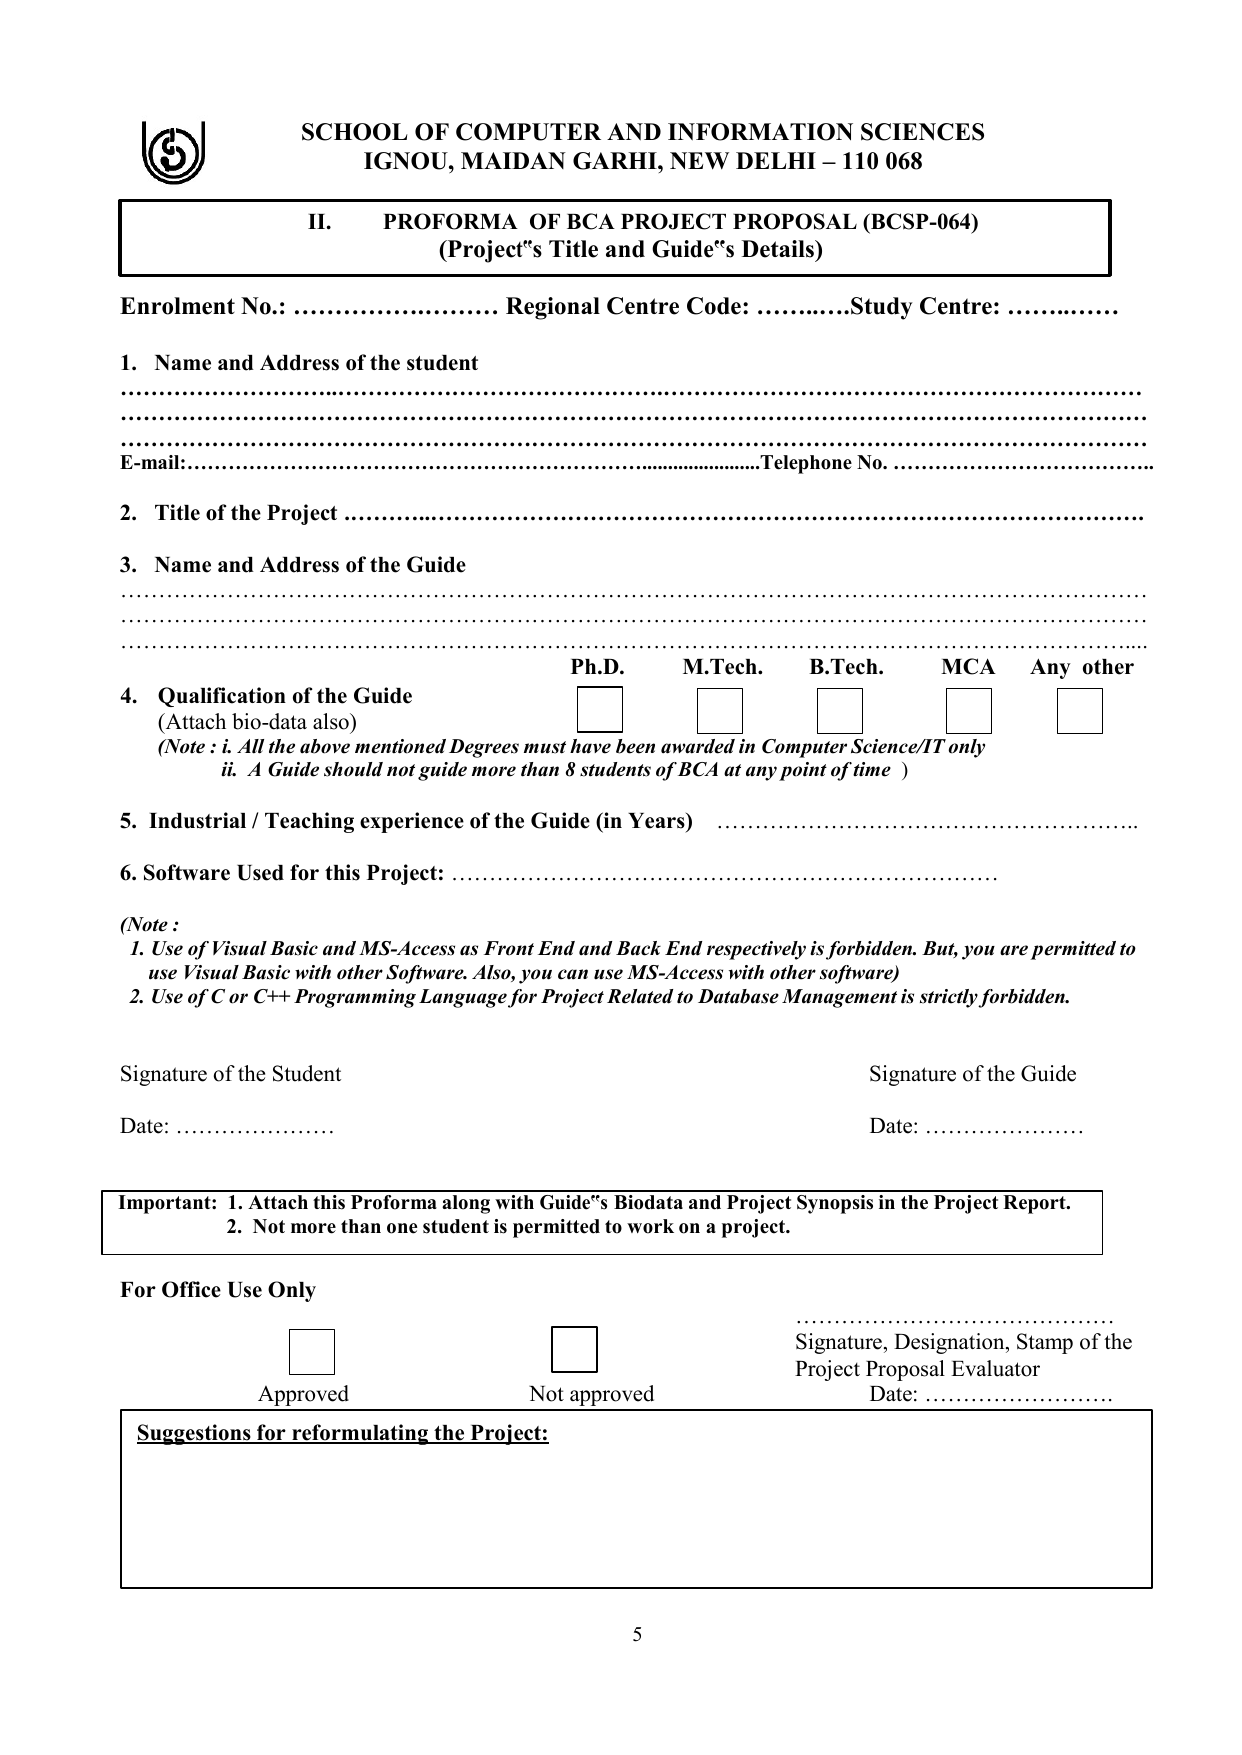 SCHOOL OF COMPUTER AND INFORMATION SCIENCES
IGNOU, MAIDAN GARHI, NEW DELHI – 110 068
II. PROFORMA OF BCA PROJECT PROPOSAL (BCSP-064)
(Project‟s Title and Guide‟s Details)
Enrolment No.: …………….……… Regional Centre Code: ……..….Study Centre: ……..……
1. Name and Address of the student
………………………..…………………………………….……………………………………………….………
………………………………………….……………………………………………………………………………
………………………………………………………………………………………………………………………
E-mail:……………………………………………………….......................Telephone No. ………………………………..
2. Title of the Project .………..………………………………………………………………………………….
3. Name and Address of the Guide
………………………………………………………………………………………………………………………
………………………………………………………………………………………………………………………
……………………………………………………………………………………………………………………....
Ph.D. M.Tech. B.Tech. MCA Any other
4. Qualification of the Guide
(Attach bio-data also)
(Note : i. All the above mentioned Degrees must have been awarded in Computer Science/IT only
ii. A Guide should not guide more than 8 students of BCA at any point of time )
5. Industrial / Teaching experience of the Guide (in Years) ………………………………………………..
6. Software Used for this Project: ………………………………………………………………
(Note :
1. Use of Visual Basic and MS-Access as Front End and Back End respectively is forbidden. But, you are permitted to
use Visual Basic with other Software. Also, you can use MS-Access with other software)
2. Use of C or C++ Programming Language for Project Related to Database Management is strictly forbidden.
Signature of the Student Signature of the Guide
Date: ………………… Date: …………………
Important: 1. Attach this Proforma along with Guide‟s Biodata and Project Synopsis in the Project Report.
2. Not more than one student is permitted to work on a project.
For Office Use Only
……………………………………
Signature, Designation, Stamp of the
Project Proposal Evaluator
Approved Not approved Date: …………………….
Suggestions for reformulating the Project:
5